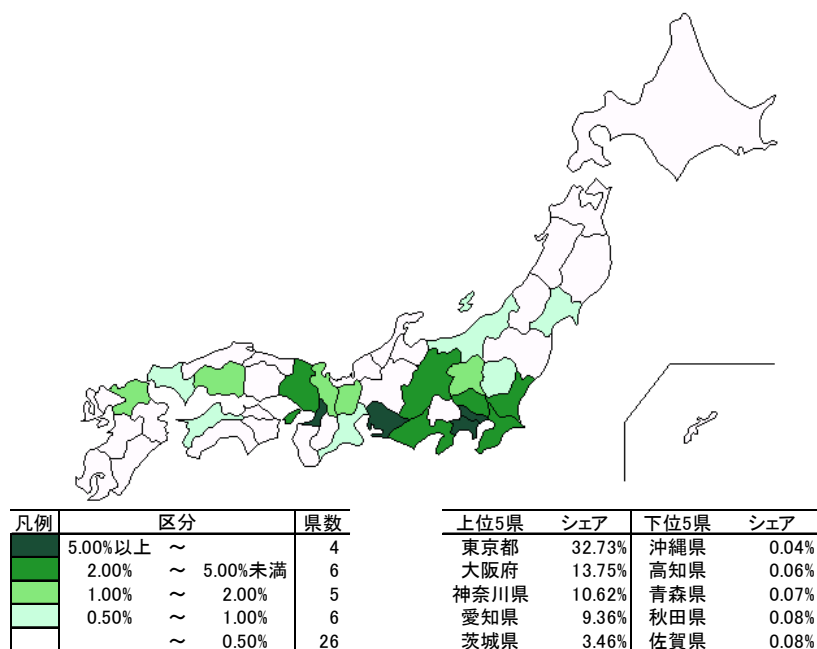 凡例 区分 県数 上位5県 シェア 下位5県 シェア
5.00%以上 ~ 4 東京都 32.73% 沖縄県 0.04%
2.00% ~ 5.00%未満 6 大阪府 13.75% 高知県 0.06%
1.00% ~ 2.00% 5 神奈川県 10.62% 青森県 0.07%
0.50% ~ 1.00% 6 愛知県 9.36% 秋田県 0.08%
~ 0.50% 26 茨城県 3.46% 佐賀県 0.08%